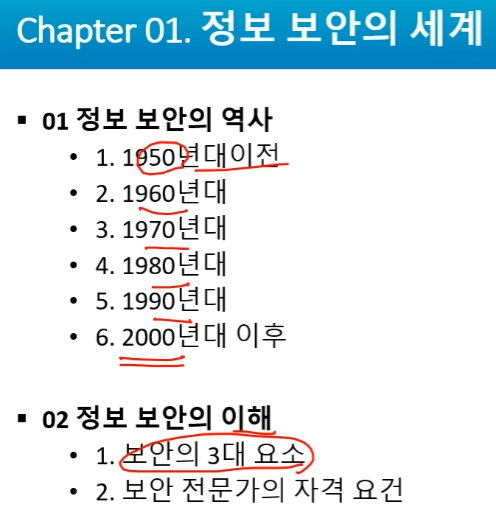 Chapter 01. 정보 보안의 세계
▪ 01 정보 보안의 역사
• 1. 1950년대이전
• 2. 1960년대
• 3. 1970년대
• 4. 1980년대
• 5. 1990년대
• 6. 2000년대 이후
▪ 02 정보 보안의 이해
• 1. 보안의 3대 요소
• 2. 보안 전문가의 자격 요건